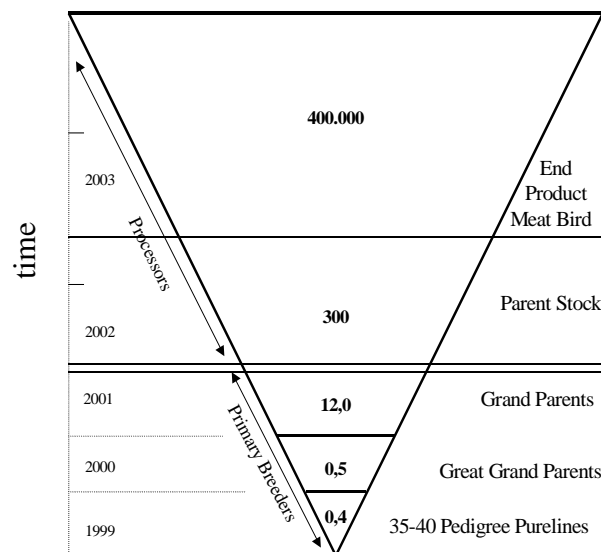 400.000
End
Product
Meat Bird
2003
Processors
time
Parent Stock
300
2002
2001
12,0
Grand Parents
Primary Breeders
2000
0,5
Great Grand Parents
0,4
35-40 Pedigree Purelines
1999